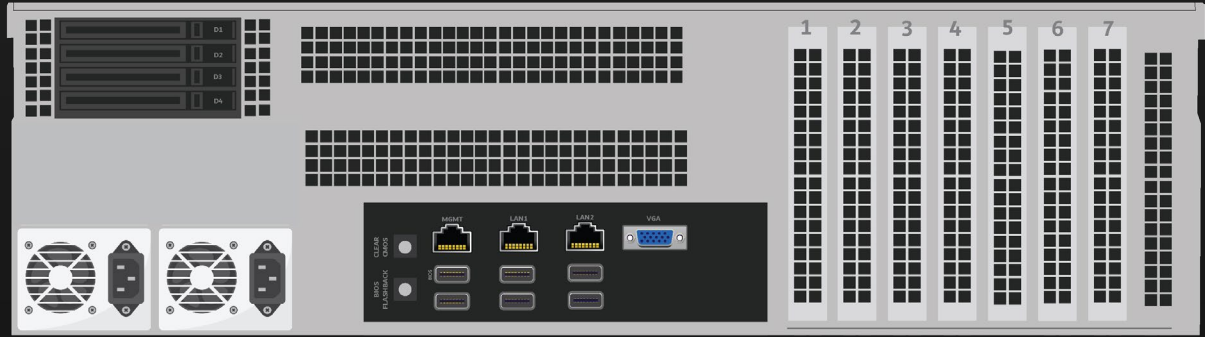 D1
D2
D3
D4
1 2 3 4 5 6 7
MGMT LAN1 LAN2 VGA
CLEAR
CMOS
BIOS
FLASHBACK